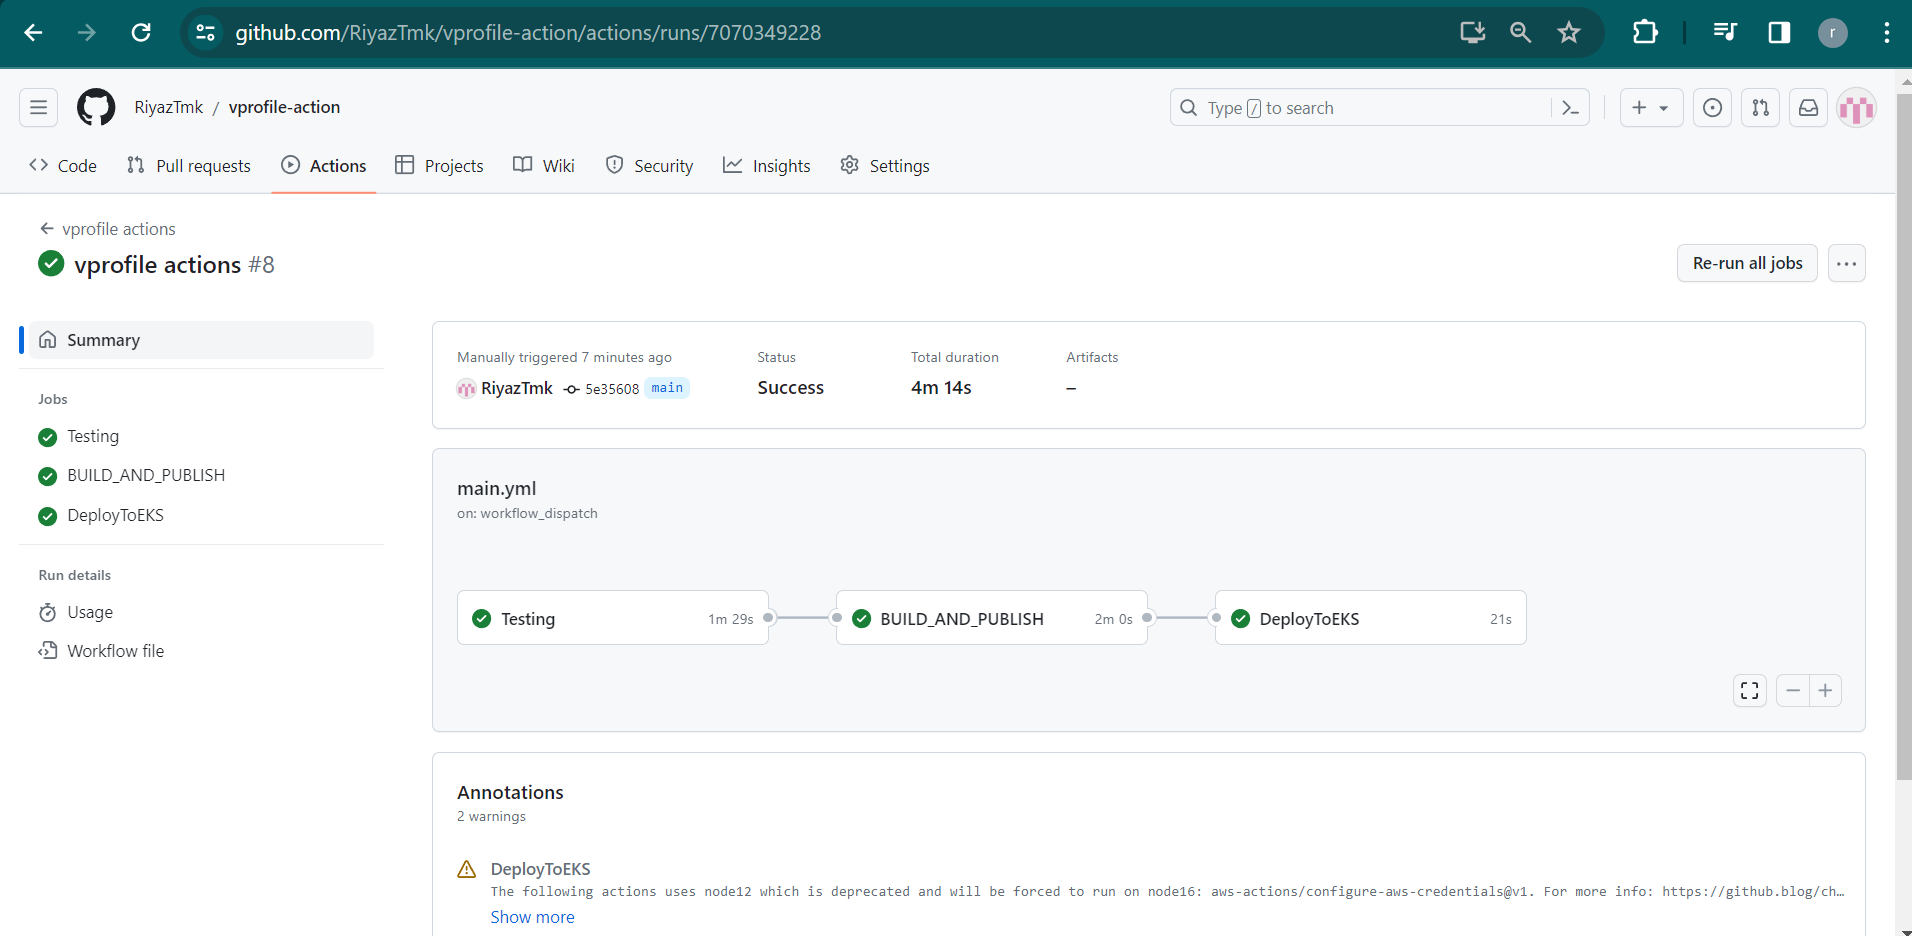 github.com/RiyazTmk/vprofile-action/actions/runs/7070349228
r
RiyazTmk / vprofile-action
Type / to search
Code Pull requests Actions Projects Wiki Security Insights Settings
vprofile actions
vprofile actions #8
Re-run all jobs
Summary
Jobs
Testing
BUILD_AND_PUBLISH
DeployToEKS
Run details
Usage
Workflow file
Manually triggered 7 minutes ago Status Total duration Artifacts
RiyazTmk 5e35608 main Success 4m 14s –
main.yml
on: workflow_dispatch
Testing 1m 29s BUILD_AND_PUBLISH 2m 0s DeployToEKS 21s
Annotations
2 warnings
DeployToEKS
The following actions uses node12 which is deprecated and will be forced to run on node16: aws-actions/configure-aws-credentials@v1. For more info: https://github.blog/ch…
Show more